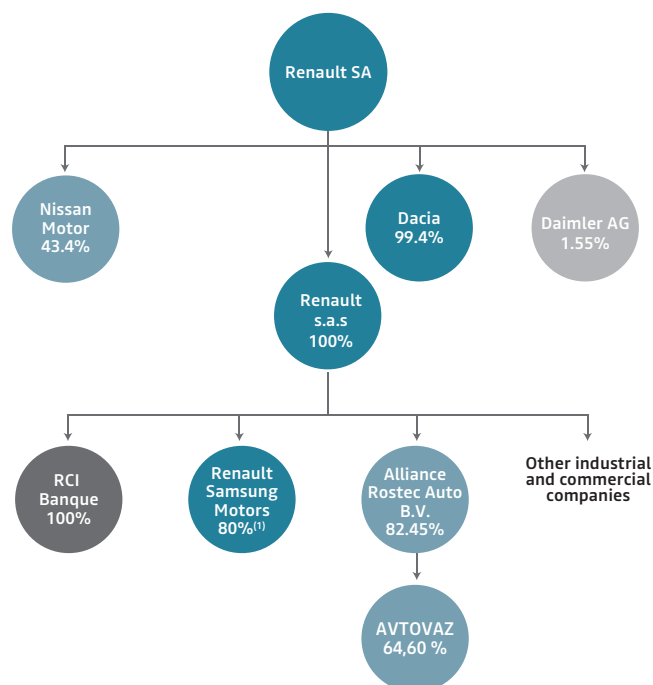 Renault SA
Nissan
Motor
43.4%
Dacia
99.4%
Daimler AG
1.55%
Renault
s.a.s
100%
RCI
Banque
100%
Renault
Samsung
Motors
80%(1)
Alliance
Rostec Auto
B.V.
82.45%
Other industrial
and commercial
companies
AVTOVAZ
64,60 %